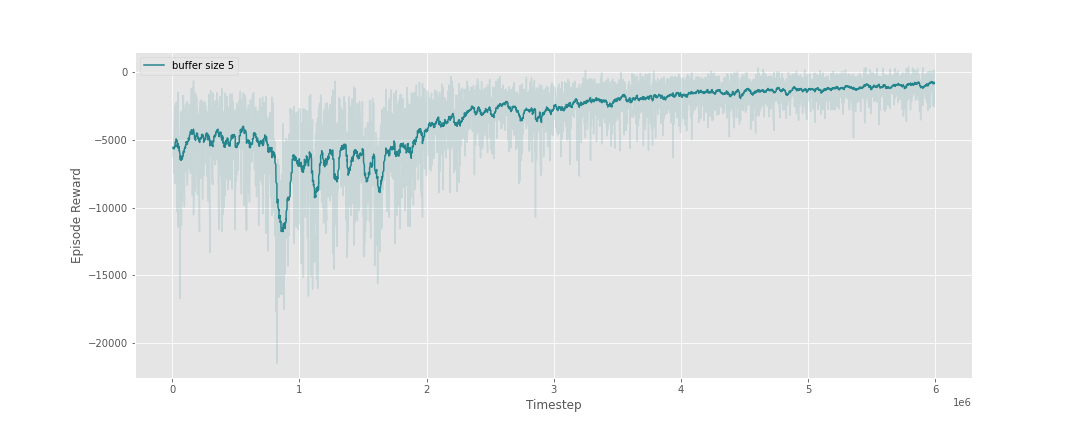 buffer size 5
0
−5000
−10000
−15000
−20000
Episode Reward
0 1 2 3 4 5 6
1e6
Timestep